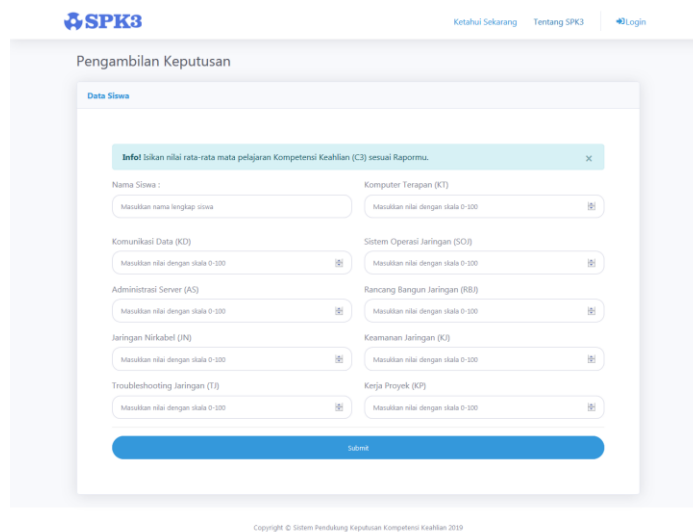 SPK3
Ketahui Sekarang Tentang SPK3 Login
Pengambilan Keputusan
Data Siswa
Info! Isikan nilai rata-rata mata pelajaran Kompetensi Keahlian (C3) sesuai Rapormu. ×
Nama Siswa : Komputer Terapan (KT)
Masukkan nama lengkap siswa Masukkan nilai dengan skala 0-100
Komunikasi Data (KD) Sistem Operasi Jaringan (SOJ)
Masukkan nilai dengan skala 0-100 Masukkan nilai dengan skala 0-100
Administrasi Server (AS) Rancang Bangun Jaringan (RBJ)
Masukkan nilai dengan skala 0-100 Masukkan nilai dengan skala 0-100
Jaringan Nirkabel (JN) Keamanan Jaringan (KJ)
Masukkan nilai dengan skala 0-100 Masukkan nilai dengan skala 0-100
Troubleshooting Jaringan (TJ) Kerja Proyek (KP)
Masukkan nilai dengan skala 0-100 Masukkan nilai dengan skala 0-100
Submit
Copyright © Sistem Pendukung Keputusan Kompetensi Keahlian 2019